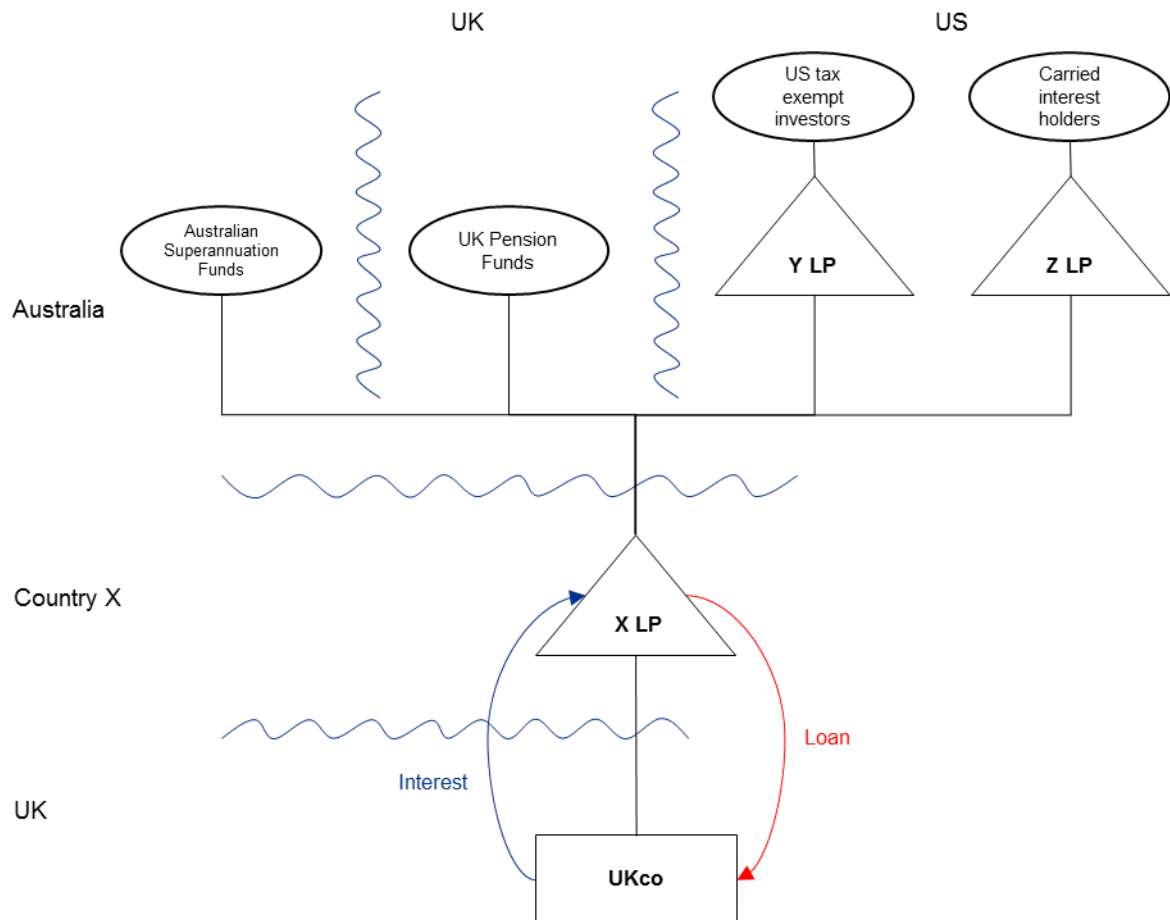 UK
US
US tax
exempt
investors
Carried
interest
holders
Australian
Superannuation
Funds
UK Pension
Funds
Y LP
Z LP
Australia
Country X
X LP
Loan
Interest
UK
UKco